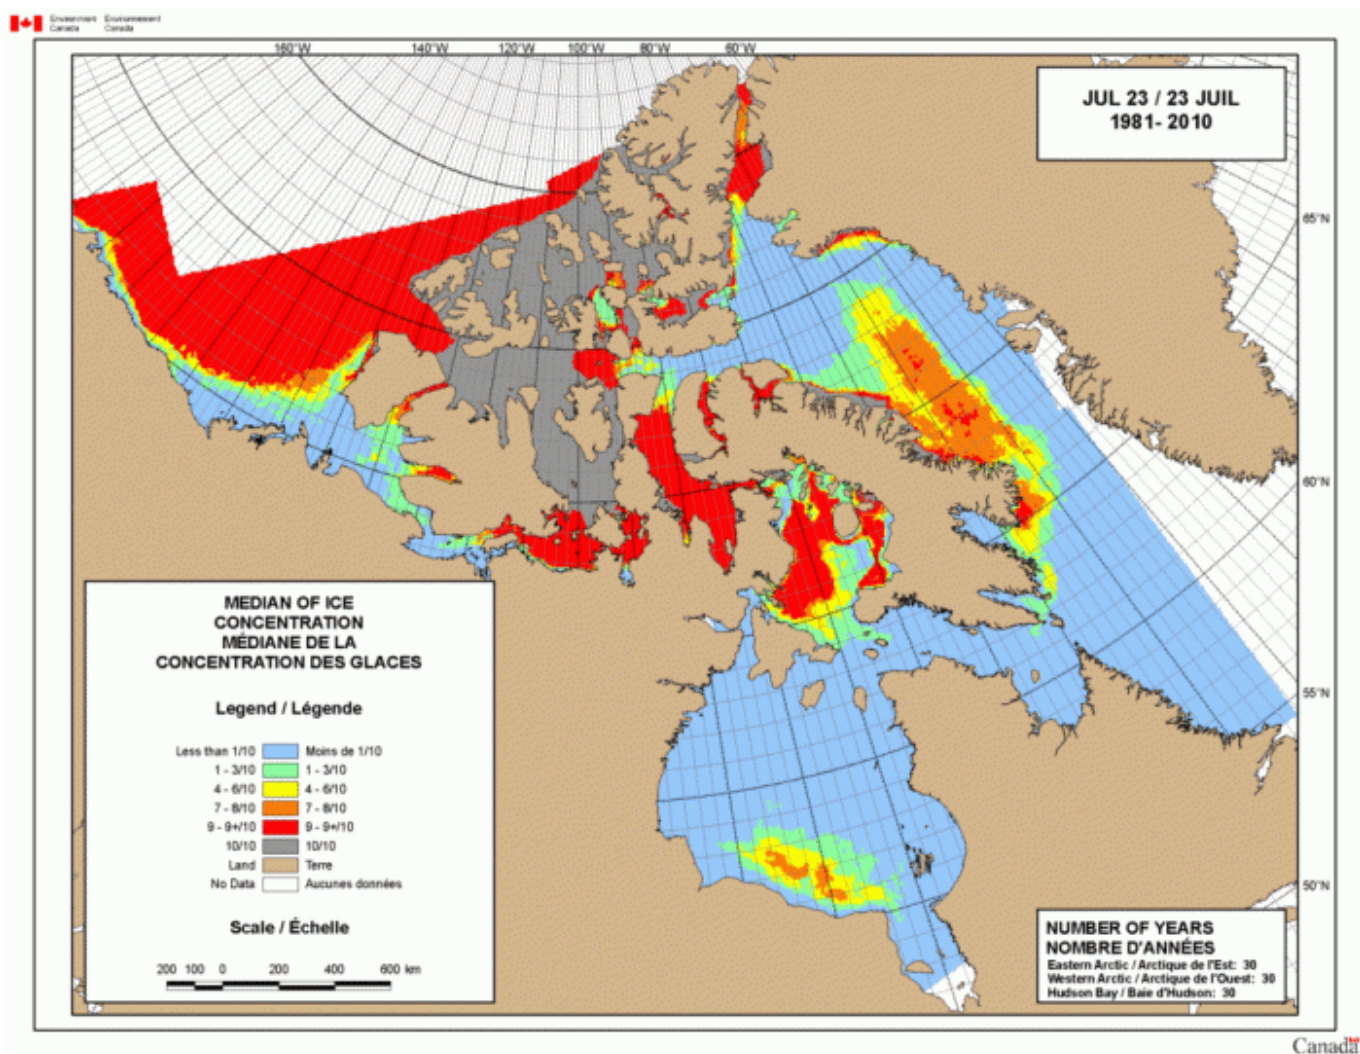 Environment Environnement
Canada Canada
160°W 140°W 120°W 100°W 80°W 60°W
JUL 23 / 23 JUIL
1981- 2010
65°N
60°N
55°N
50°N
MEDIAN OF ICE
CONCENTRATION
MÉDIANE DE LA
CONCENTRATION DES GLACES
Legend / Légende
Less than 1/10 Moins de 1/10
1 - 3/10 1 - 3/10
4 - 6/10 4 - 6/10
7 - 8/10 7 - 8/10
9 - 9+/10 9 - 9+/10
10/10 10/10
Land Terre
No Data Aucunes données
Scale / Échelle
200 100 0 200 400 600 km
NUMBER OF YEARS
NOMBRE D'ANNÉES
Eastern Arctic / Arctique de l'Est: 30
Western Arctic / Arctique de l'Ouest: 30
Hudson Bay / Baie d'Hudson: 30
Canada